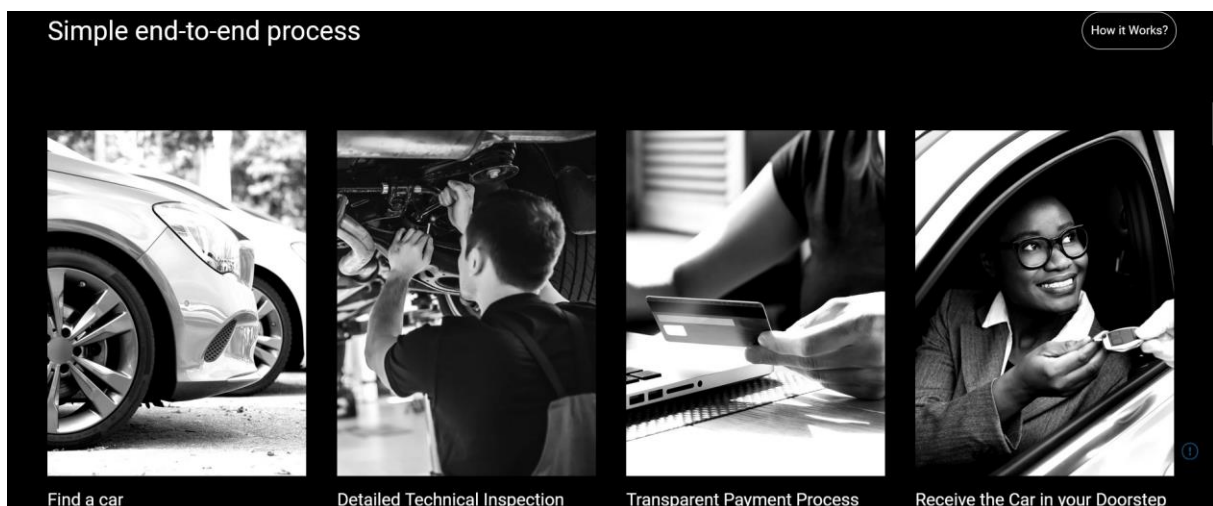 Simple end-to-end process
How it Works?
Find a car
Detailed Technical Inspection
Transparent Payment Process
Receive the Car in your Doorstep